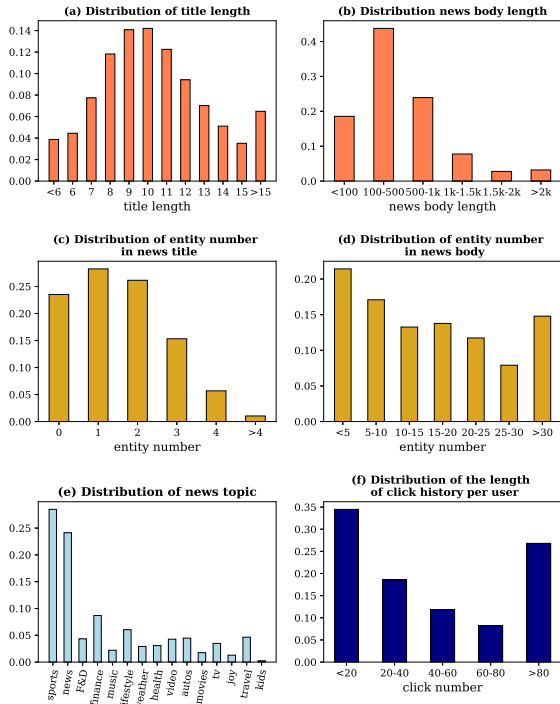 (a) Distribution of title length
0.14
0.12
0.10
0.08
0.06
0.04
0.02
0.00
<6 6 7 8 9 10 11 12 13 14 15 >15
title length
(b) Distribution news body length
0.4
0.3
0.2
0.1
0.0
<100 100-500 500-1k 1k-1.5k 1.5k-2k >2k
news body length
(c) Distribution of entity number
in news title
0.25
0.20
0.15
0.10
0.05
0.00
0 1 2 3 4 >4
entity number
(d) Distribution of entity number
in news body
0.20
0.15
0.10
0.05
0.00
<5 5-10 10-15 15-20 20-25 25-30 >30
entity number
(e) Distribution of news topic
0.25
0.20
0.15
0.10
0.05
0.00
sports news F&D finance music ifestyle eather health video autos movies tv joy travel kids
(f) Distribution of the length
of click history per user
0.35
0.30
0.25
0.20
0.15
0.10
0.05
0.00
<20 20-40 40-60 60-80 >80
click number